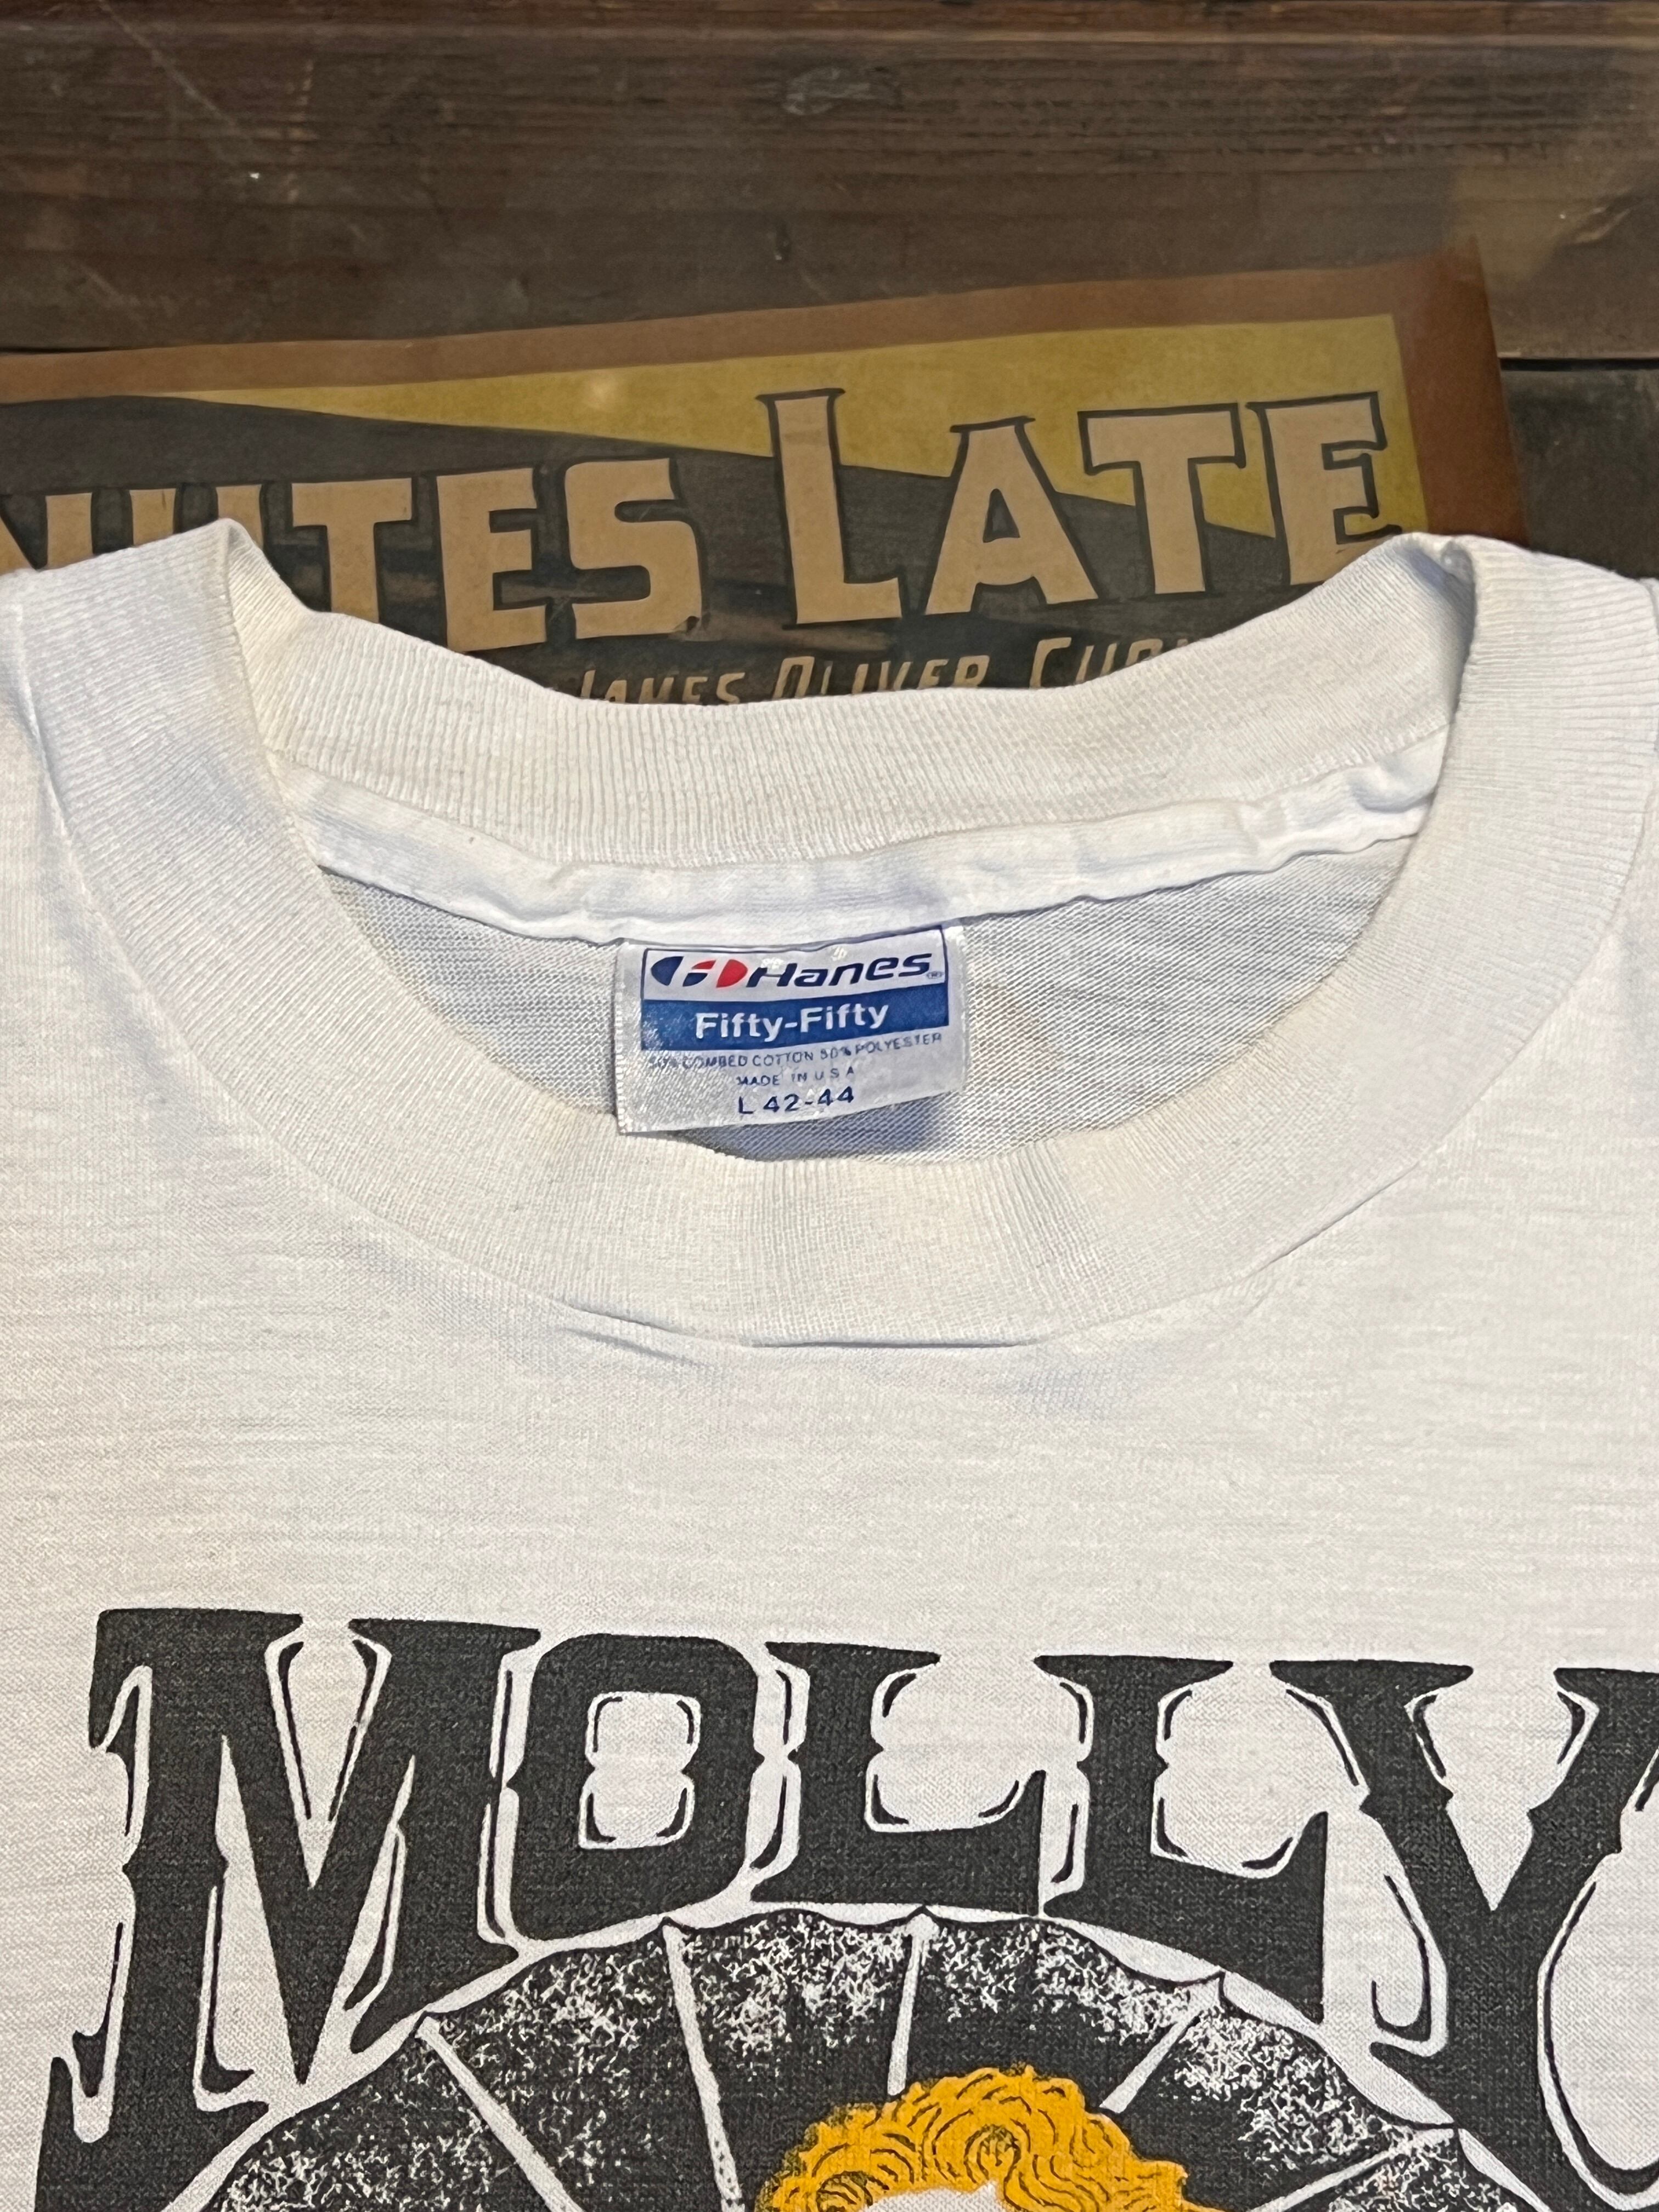 NUTES LATE
JAMES OLIVER CUR
Hanes
Fifty-Fifty
50% COMBED COTTON 50% POLYESTER
MADE IN U S A
L 42-44
MOLLY